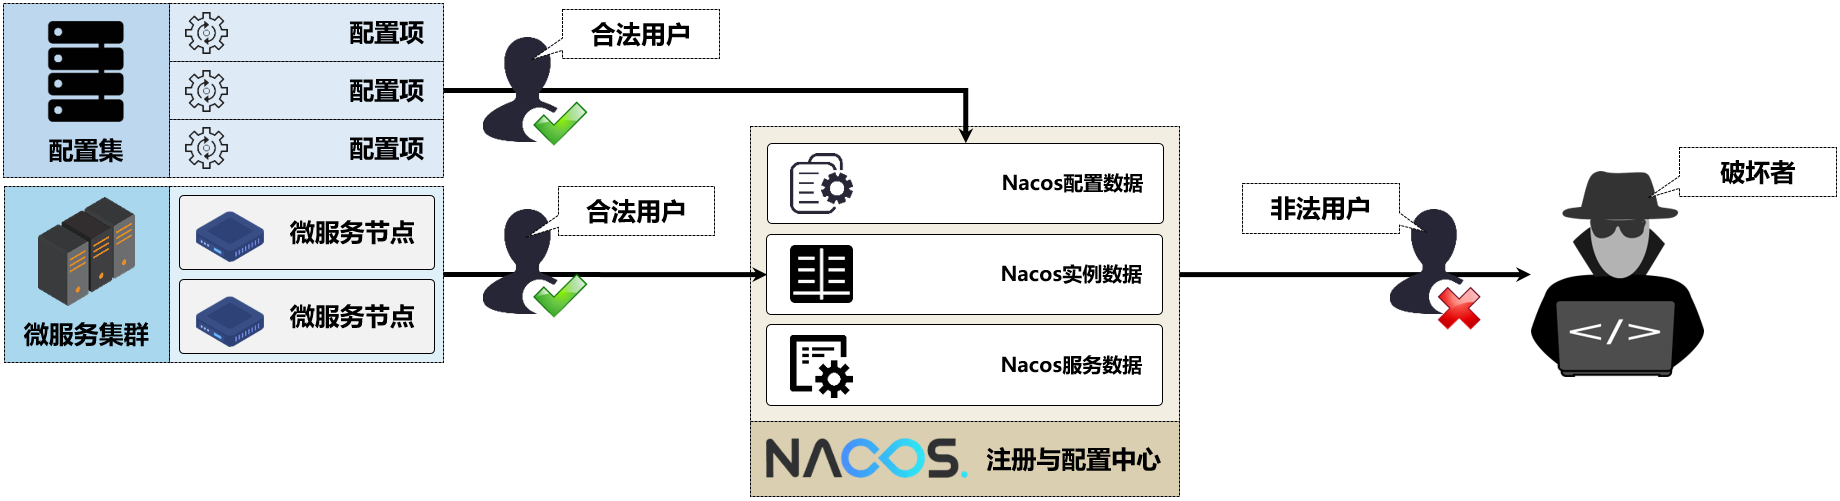 配置集
配置项
配置项
配置项
合法用户
微服务集群
微服务节点
微服务节点
合法用户
Nacos配置数据
Nacos实例数据
Nacos服务数据
NACOS.
注册与配置中心
非法用户
破坏者
</>